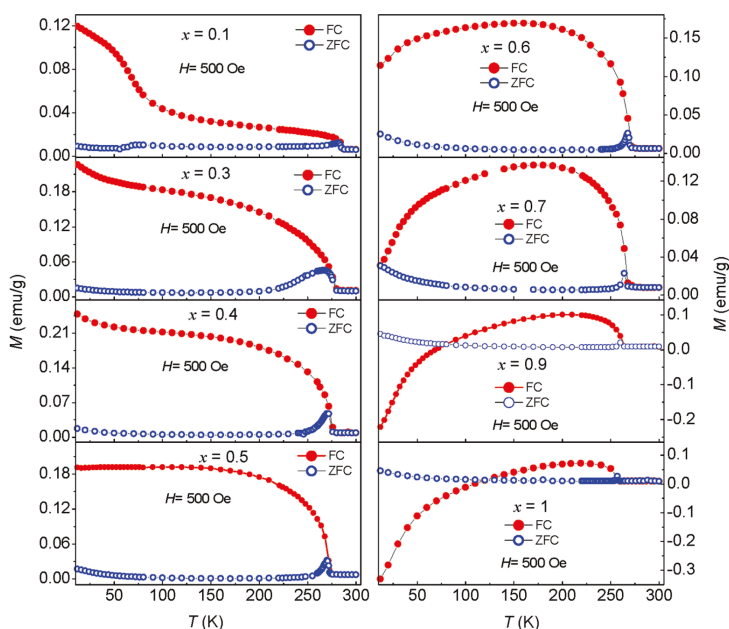 0.12
0.08
0.04
0.00
x = 0.1
FC
ZFC
H= 500 Oe
0.18
0.12
0.06
0.00
x = 0.3
FC
ZFC
H= 500 Oe
0.21
0.14
0.07
0.00
x = 0.4
FC
ZFC
H= 500 Oe
0.18
0.12
0.06
0.00
x = 0.5
FC
ZFC
H= 500 Oe
50 100 150 200 250 300
T (K)
M (emu/g)
x = 0.6
FC
ZFC
H= 500 Oe
0.15
0.10
0.05
0.00
x = 0.7
FC
ZFC
H= 500 Oe
0.12
0.08
0.04
0.00
x = 0.9
FC
ZFC
H= 500 Oe
0.1
0.0
-0.1
-0.2
x = 1
FC
ZFC
H= 500 Oe
0.1
0.0
-0.1
-0.2
-0.3
50 100 150 200 250 300
T (K)
M (emu/g)